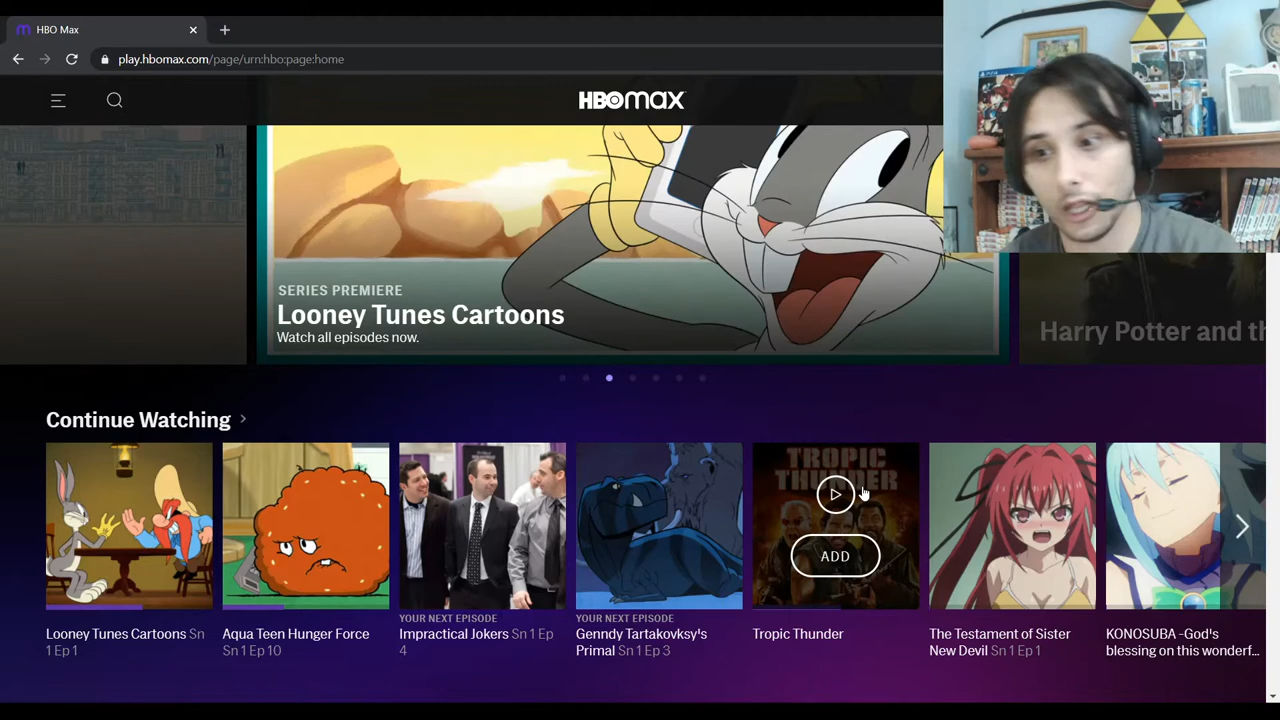 HBO Max
play.hbomax.com/page/urn:hbo:page:home
HBOMAX
SERIES PREMIERE
Looney Tunes Cartoons
Watch all episodes now.
Harry Potter and th
Continue Watching
TROPIC
THUNDER
ADD
Looney Tunes Cartoons Sn
1 Ep 1
Aqua Teen Hunger Force
Sn 1 Ep 10
YOUR NEXT EPISODE
Impractical Jokers Sn 1 Ep
4
YOUR NEXT EPISODE
Genndy Tartakovksy's
Primal Sn 1 Ep 3
Tropic Thunder
The Testament of Sister
New Devil Sn 1 Ep 1
KONOSUBA -God's
blessing on this wonderf...